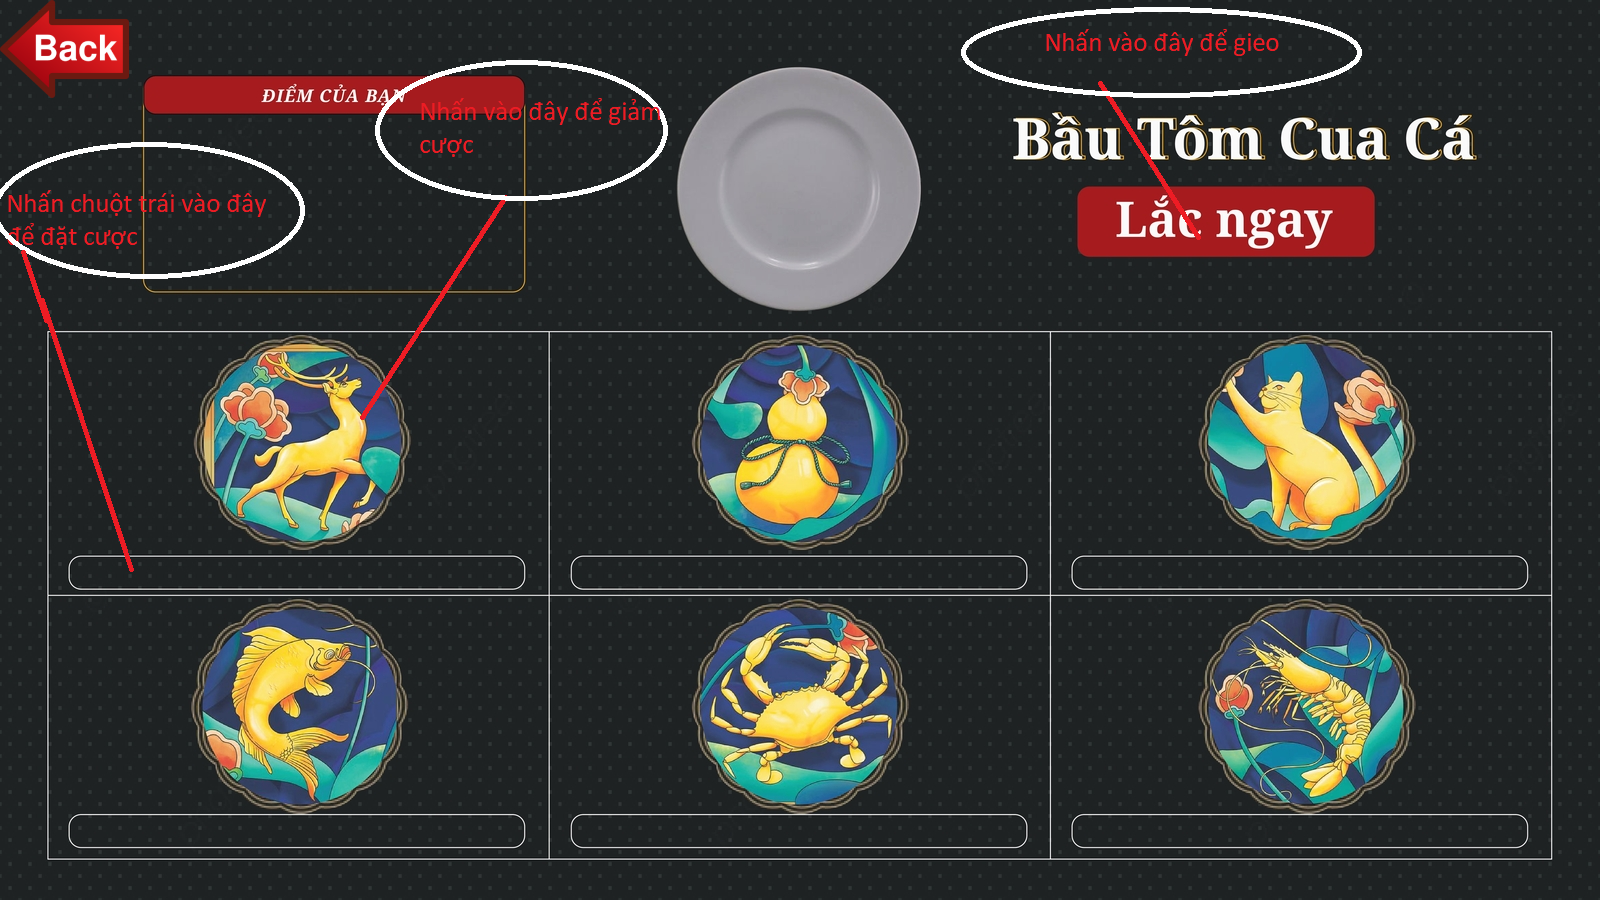 Back
ĐIỂM CỦA BẠN
Nhấn vào đây để giảm
cược
Nhấn chuột trái vào đây
để đặt cược
Nhấn vào đây để gieo
Bầu Tôm Cua Cá
Lắc ngay